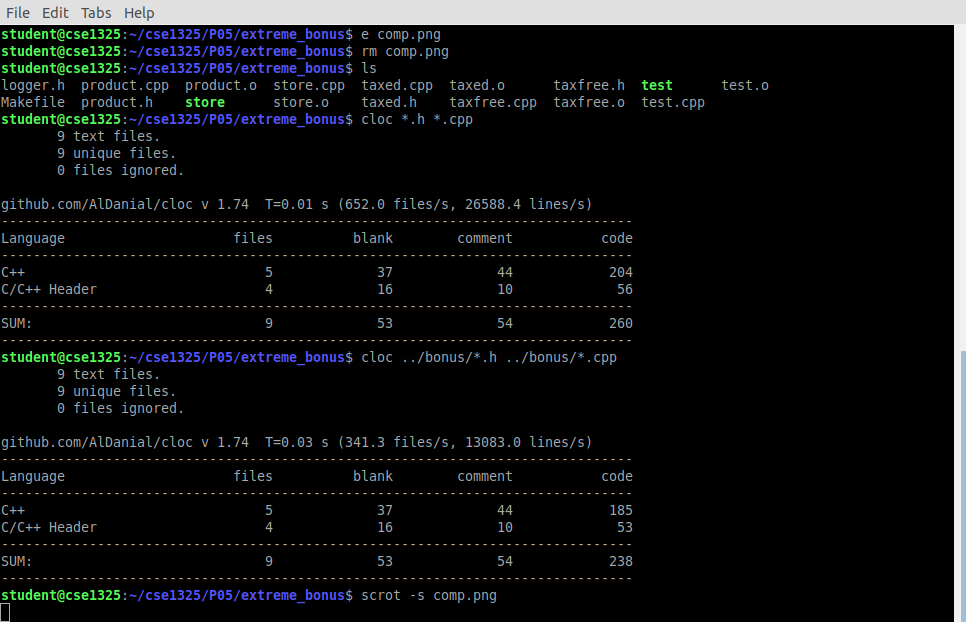 File Edit Tabs Help
student@cse1325:~/cse1325/P05/extreme_bonus$ e comp.png
student@cse1325:~/cse1325/P05/extreme_bonus$ rm comp.png
student@cse1325:~/cse1325/P05/extreme_bonus$ ls
logger.h  product.cpp  product.o  store.cpp  taxed.cpp  taxed.o      taxfree.h  test      test.o
Makefile  product.h    store      store.o    taxed.h    taxfree.cpp  taxfree.o  test.cpp
student@cse1325:~/cse1325/P05/extreme_bonus$ cloc *.h *.cpp
       9 text files.
       9 unique files.
       0 files ignored.
github.com/AlDanial/cloc v 1.74  T=0.01 s (652.0 files/s, 26588.4 lines/s)
-------------------------------------------------------------------------------
Language                     files          blank        comment           code
-------------------------------------------------------------------------------
C++                              5             37             44            204
C/C++ Header                     4             16             10             56
-------------------------------------------------------------------------------
SUM:                             9             53             54            260
-------------------------------------------------------------------------------
student@cse1325:~/cse1325/P05/extreme_bonus$ cloc ../bonus/*.h ../bonus/*.cpp
       9 text files.
       9 unique files.
       0 files ignored.
github.com/AlDanial/cloc v 1.74  T=0.03 s (341.3 files/s, 13083.0 lines/s)
-------------------------------------------------------------------------------
Language                     files          blank        comment           code
-------------------------------------------------------------------------------
C++                              5             37             44            185
C/C++ Header                     4             16             10             53
-------------------------------------------------------------------------------
SUM:                             9             53             54            238
-------------------------------------------------------------------------------
student@cse1325:~/cse1325/P05/extreme_bonus$ scrot -s comp.png